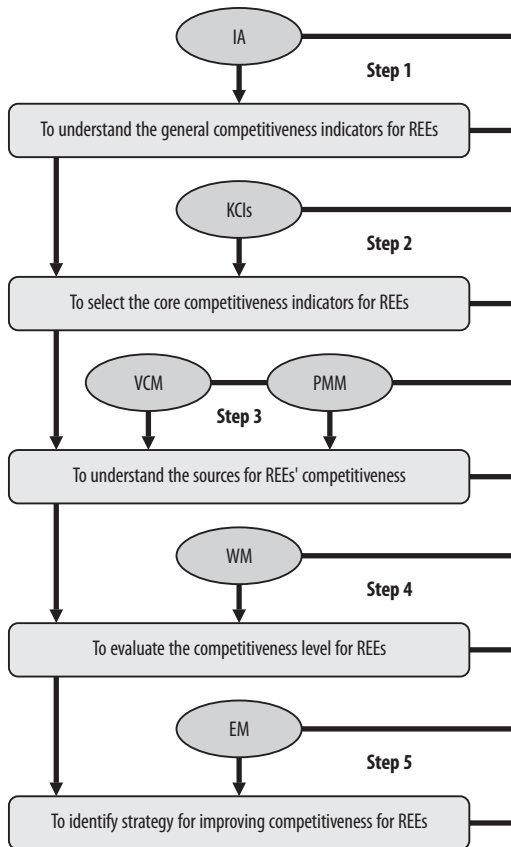 IA
Step 1
To understand the general competitiveness indicators for REEs
KCIs
Step 2
To select the core competitiveness indicators for REEs
VCM
PMM
Step 3
To understand the sources for REEs' competitiveness
WM
Step 4
To evaluate the competitiveness level for REEs
EM
Step 5
To identify strategy for improving competitiveness for REEs